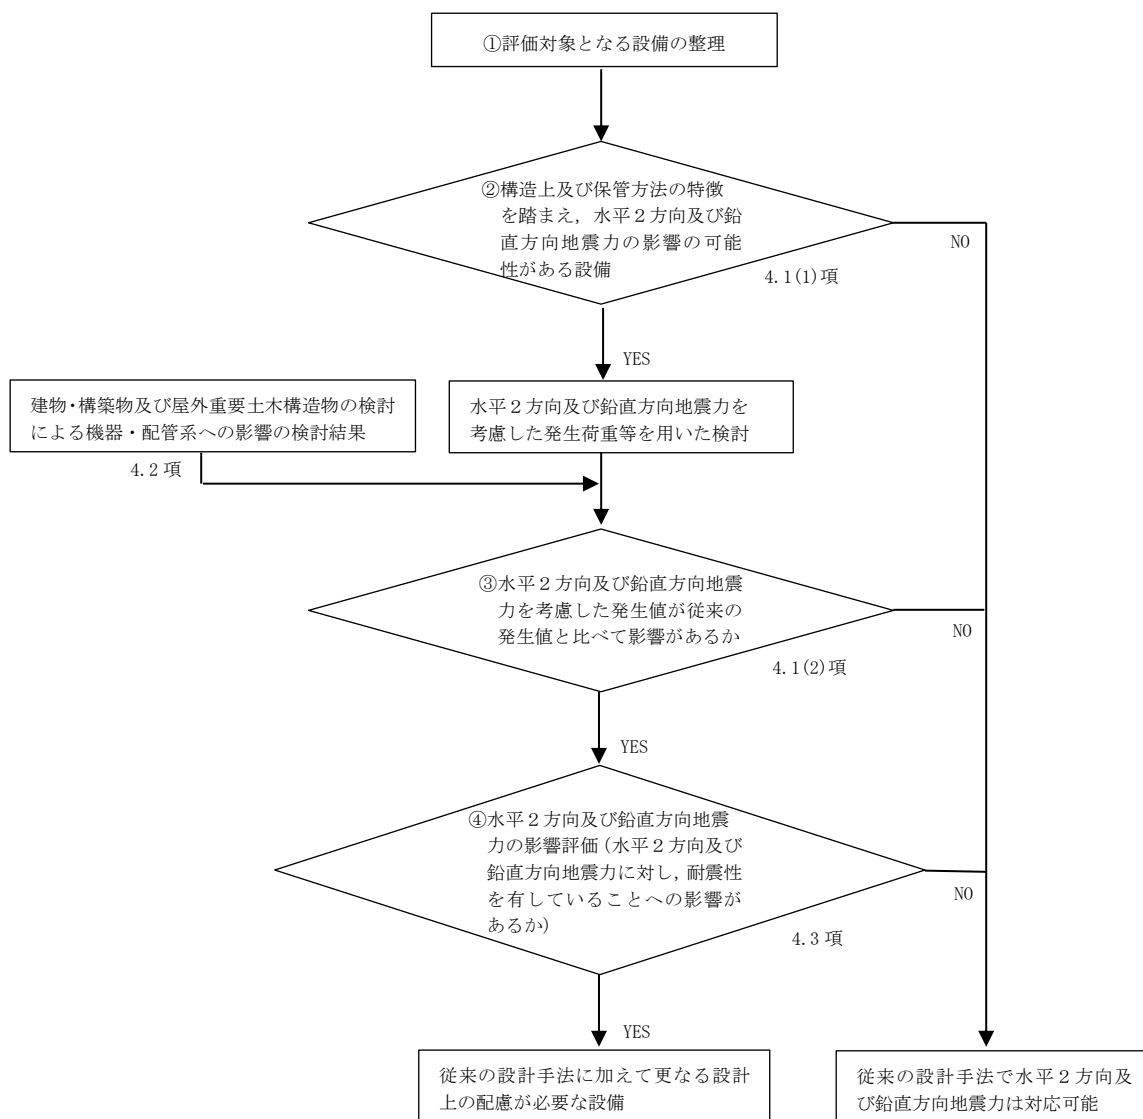 ①評価対象となる設備の整理
②構造上及び保管方法の特徴
を踏まえ，水平２方向及び鉛
直方向地震力の影響の可能
性がある設備
NO
4.1(1)項
YES
建物・構築物及び屋外重要土木構造物の検討
による機器・配管系への影響の検討結果
水平２方向及び鉛直方向地震力を
考慮した発生荷重等を用いた検討
4.2 項
③水平２方向及び鉛直方向地震
力を考慮した発生値が従来の
発生値と比べて影響があるか
NO
4.1(2)項
YES
④水平２方向及び鉛直方向地震
力の影響評価(水平２方向及び
鉛直方向地震力に対し,耐震性
を有していることへの影響が
あるか)
NO
4.3 項
YES
従来の設計手法に加えて更なる設計
上の配慮が必要な設備
従来の設計手法で水平２方向及
び鉛直方向地震力は対応可能